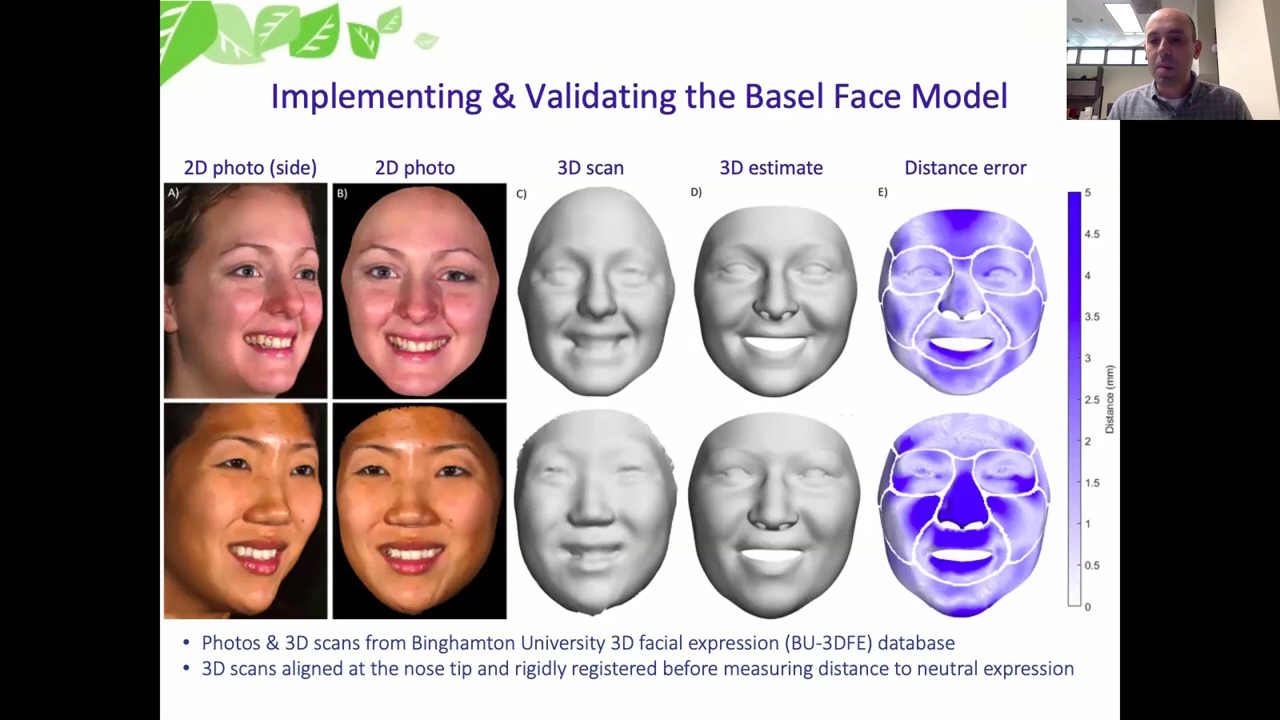 Implementing & Validating the Basel Face Model
2D photo (side) 2D photo 3D scan 3D estimate Distance error
A) B) C) D) E)
5
4.5
4
3.5
3
2.5
2
1.5
1
0.5
0
Distance (mm)
• Photos & 3D scans from Binghamton University 3D facial expression (BU-3DFE) database
• 3D scans aligned at the nose tip and rigidly registered before measuring distance to neutral expression